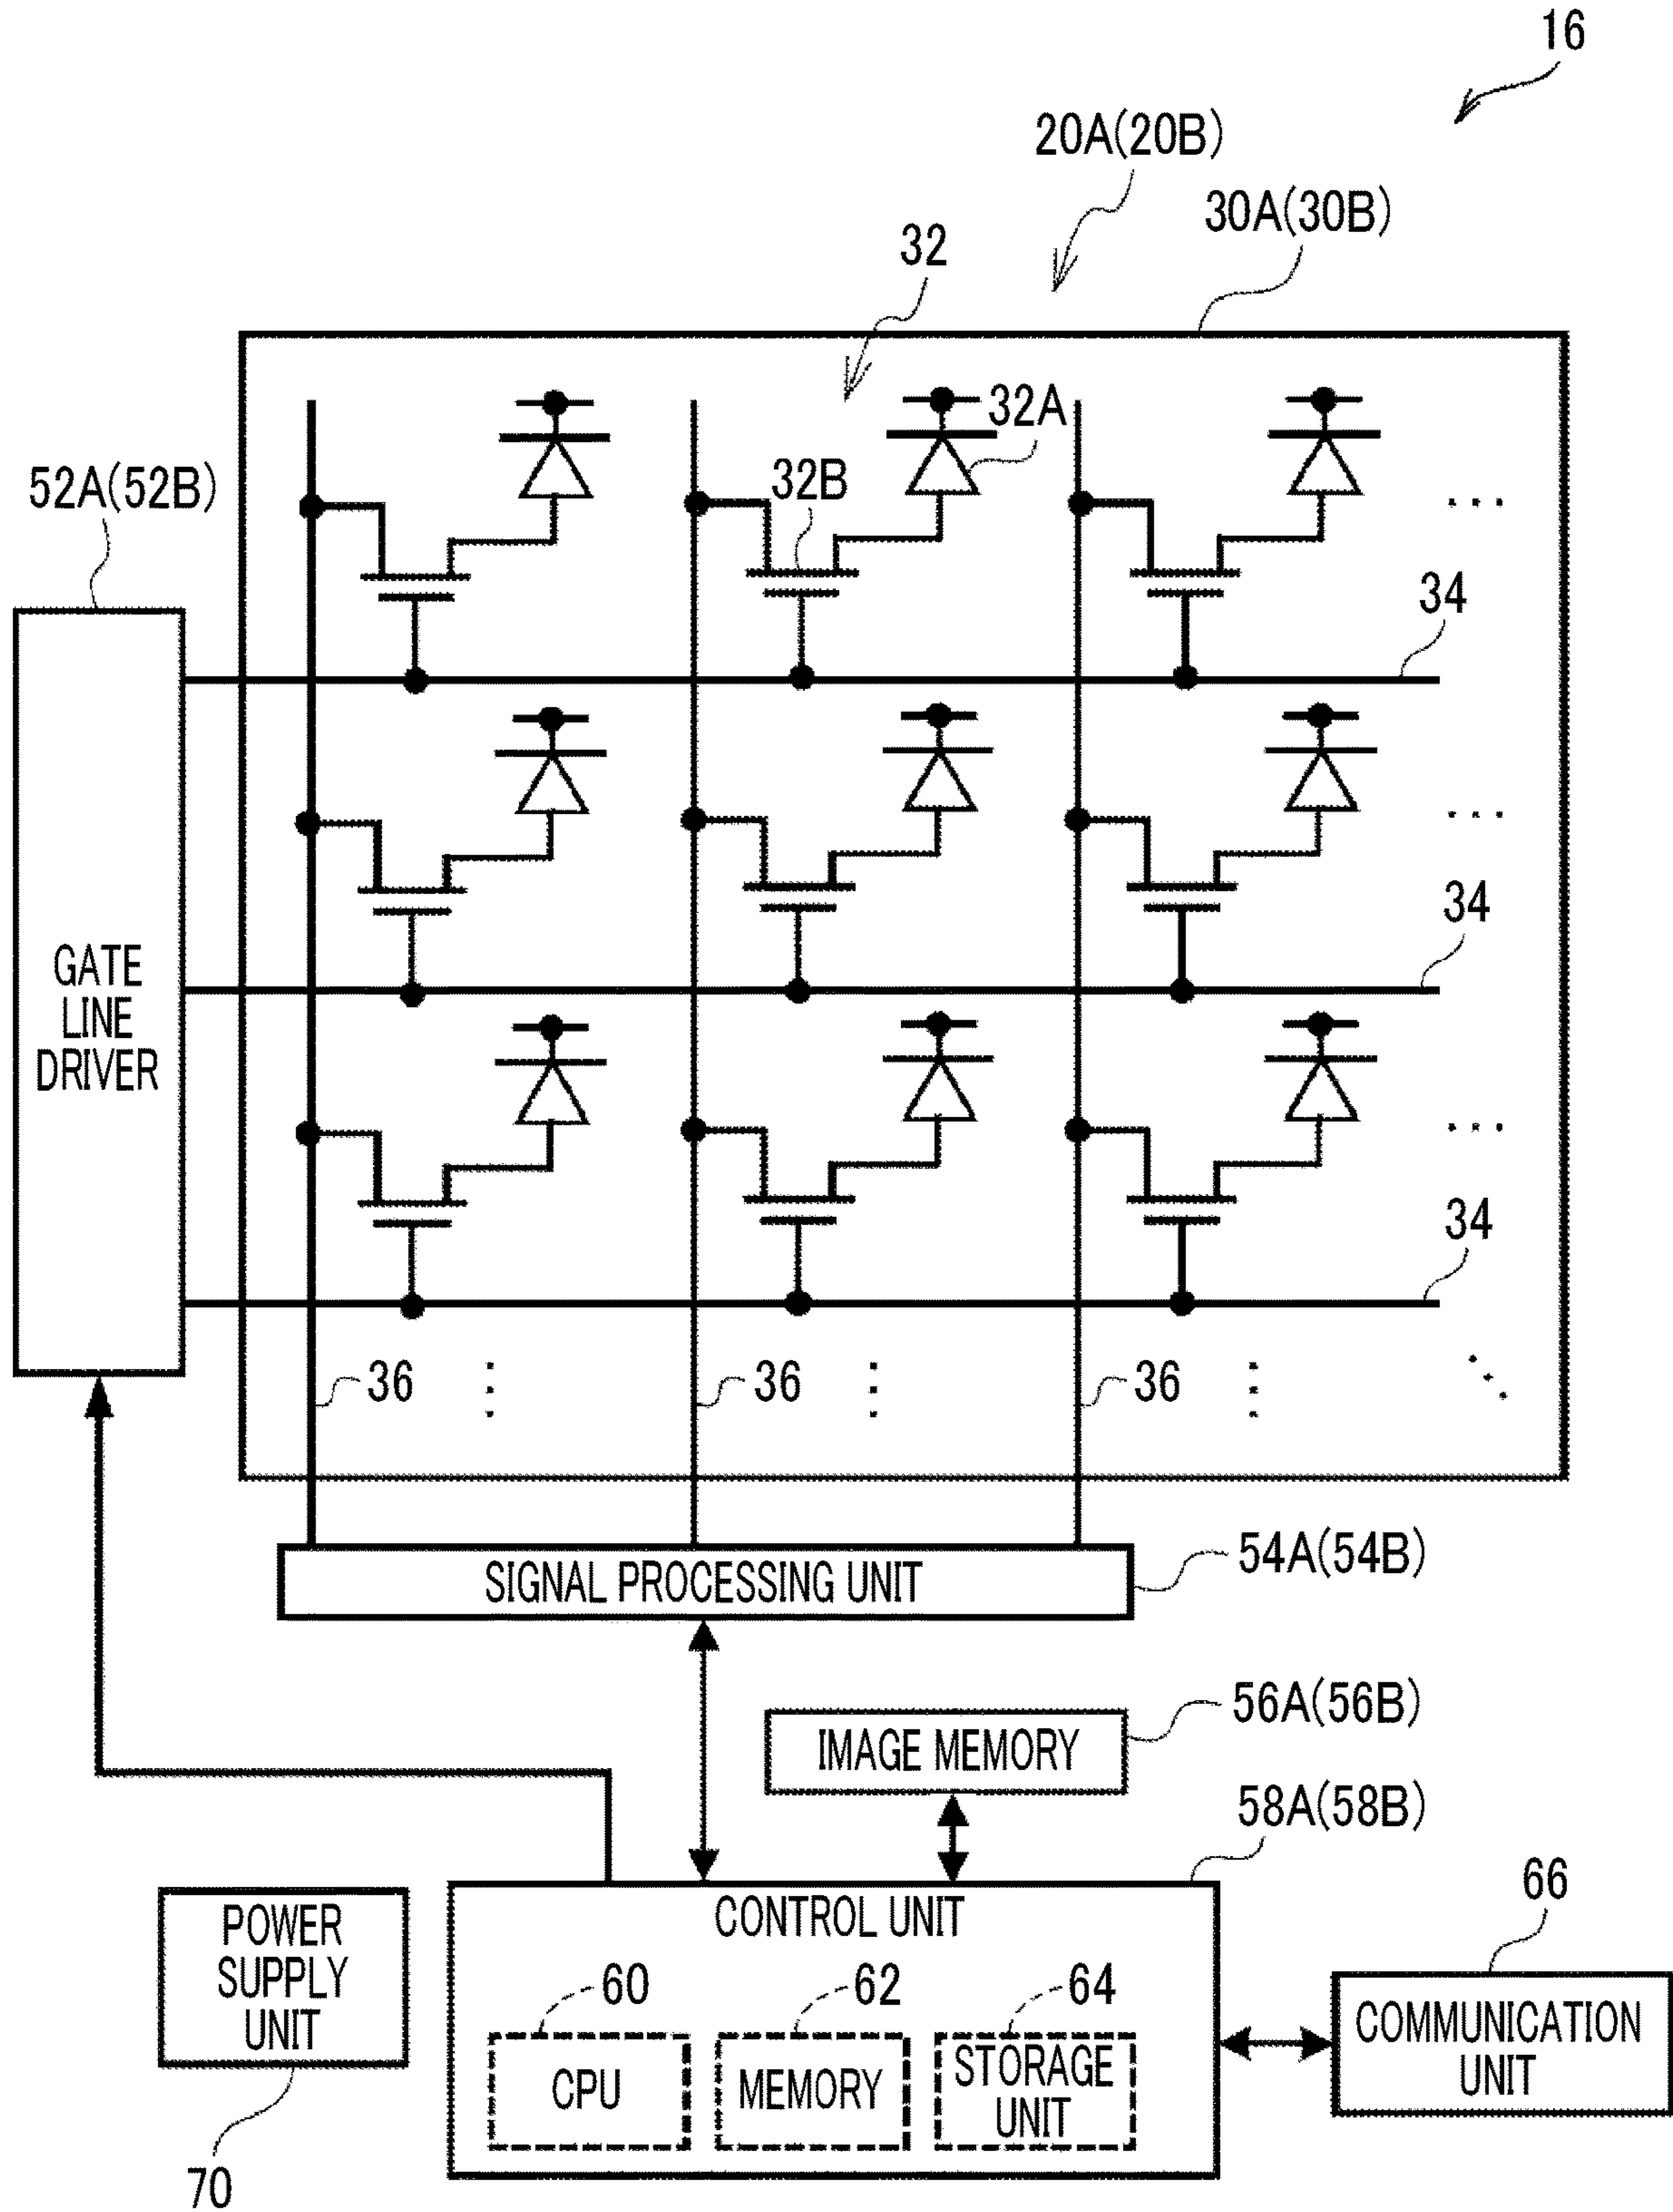 16
20A(20B)
30A(30B)
32
32A
32B
52A(52B)
34
GATE
LINE
DRIVER
34
34
36
36
36
SIGNAL PROCESSING UNIT
54A(54B)
IMAGE MEMORY
56A(56B)
58A(58B)
CONTROL UNIT
66
POWER
SUPPLY
UNIT
70
60
62
64
CPU
MEMORY
STORAGE
UNIT
COMMUNICATION
UNIT